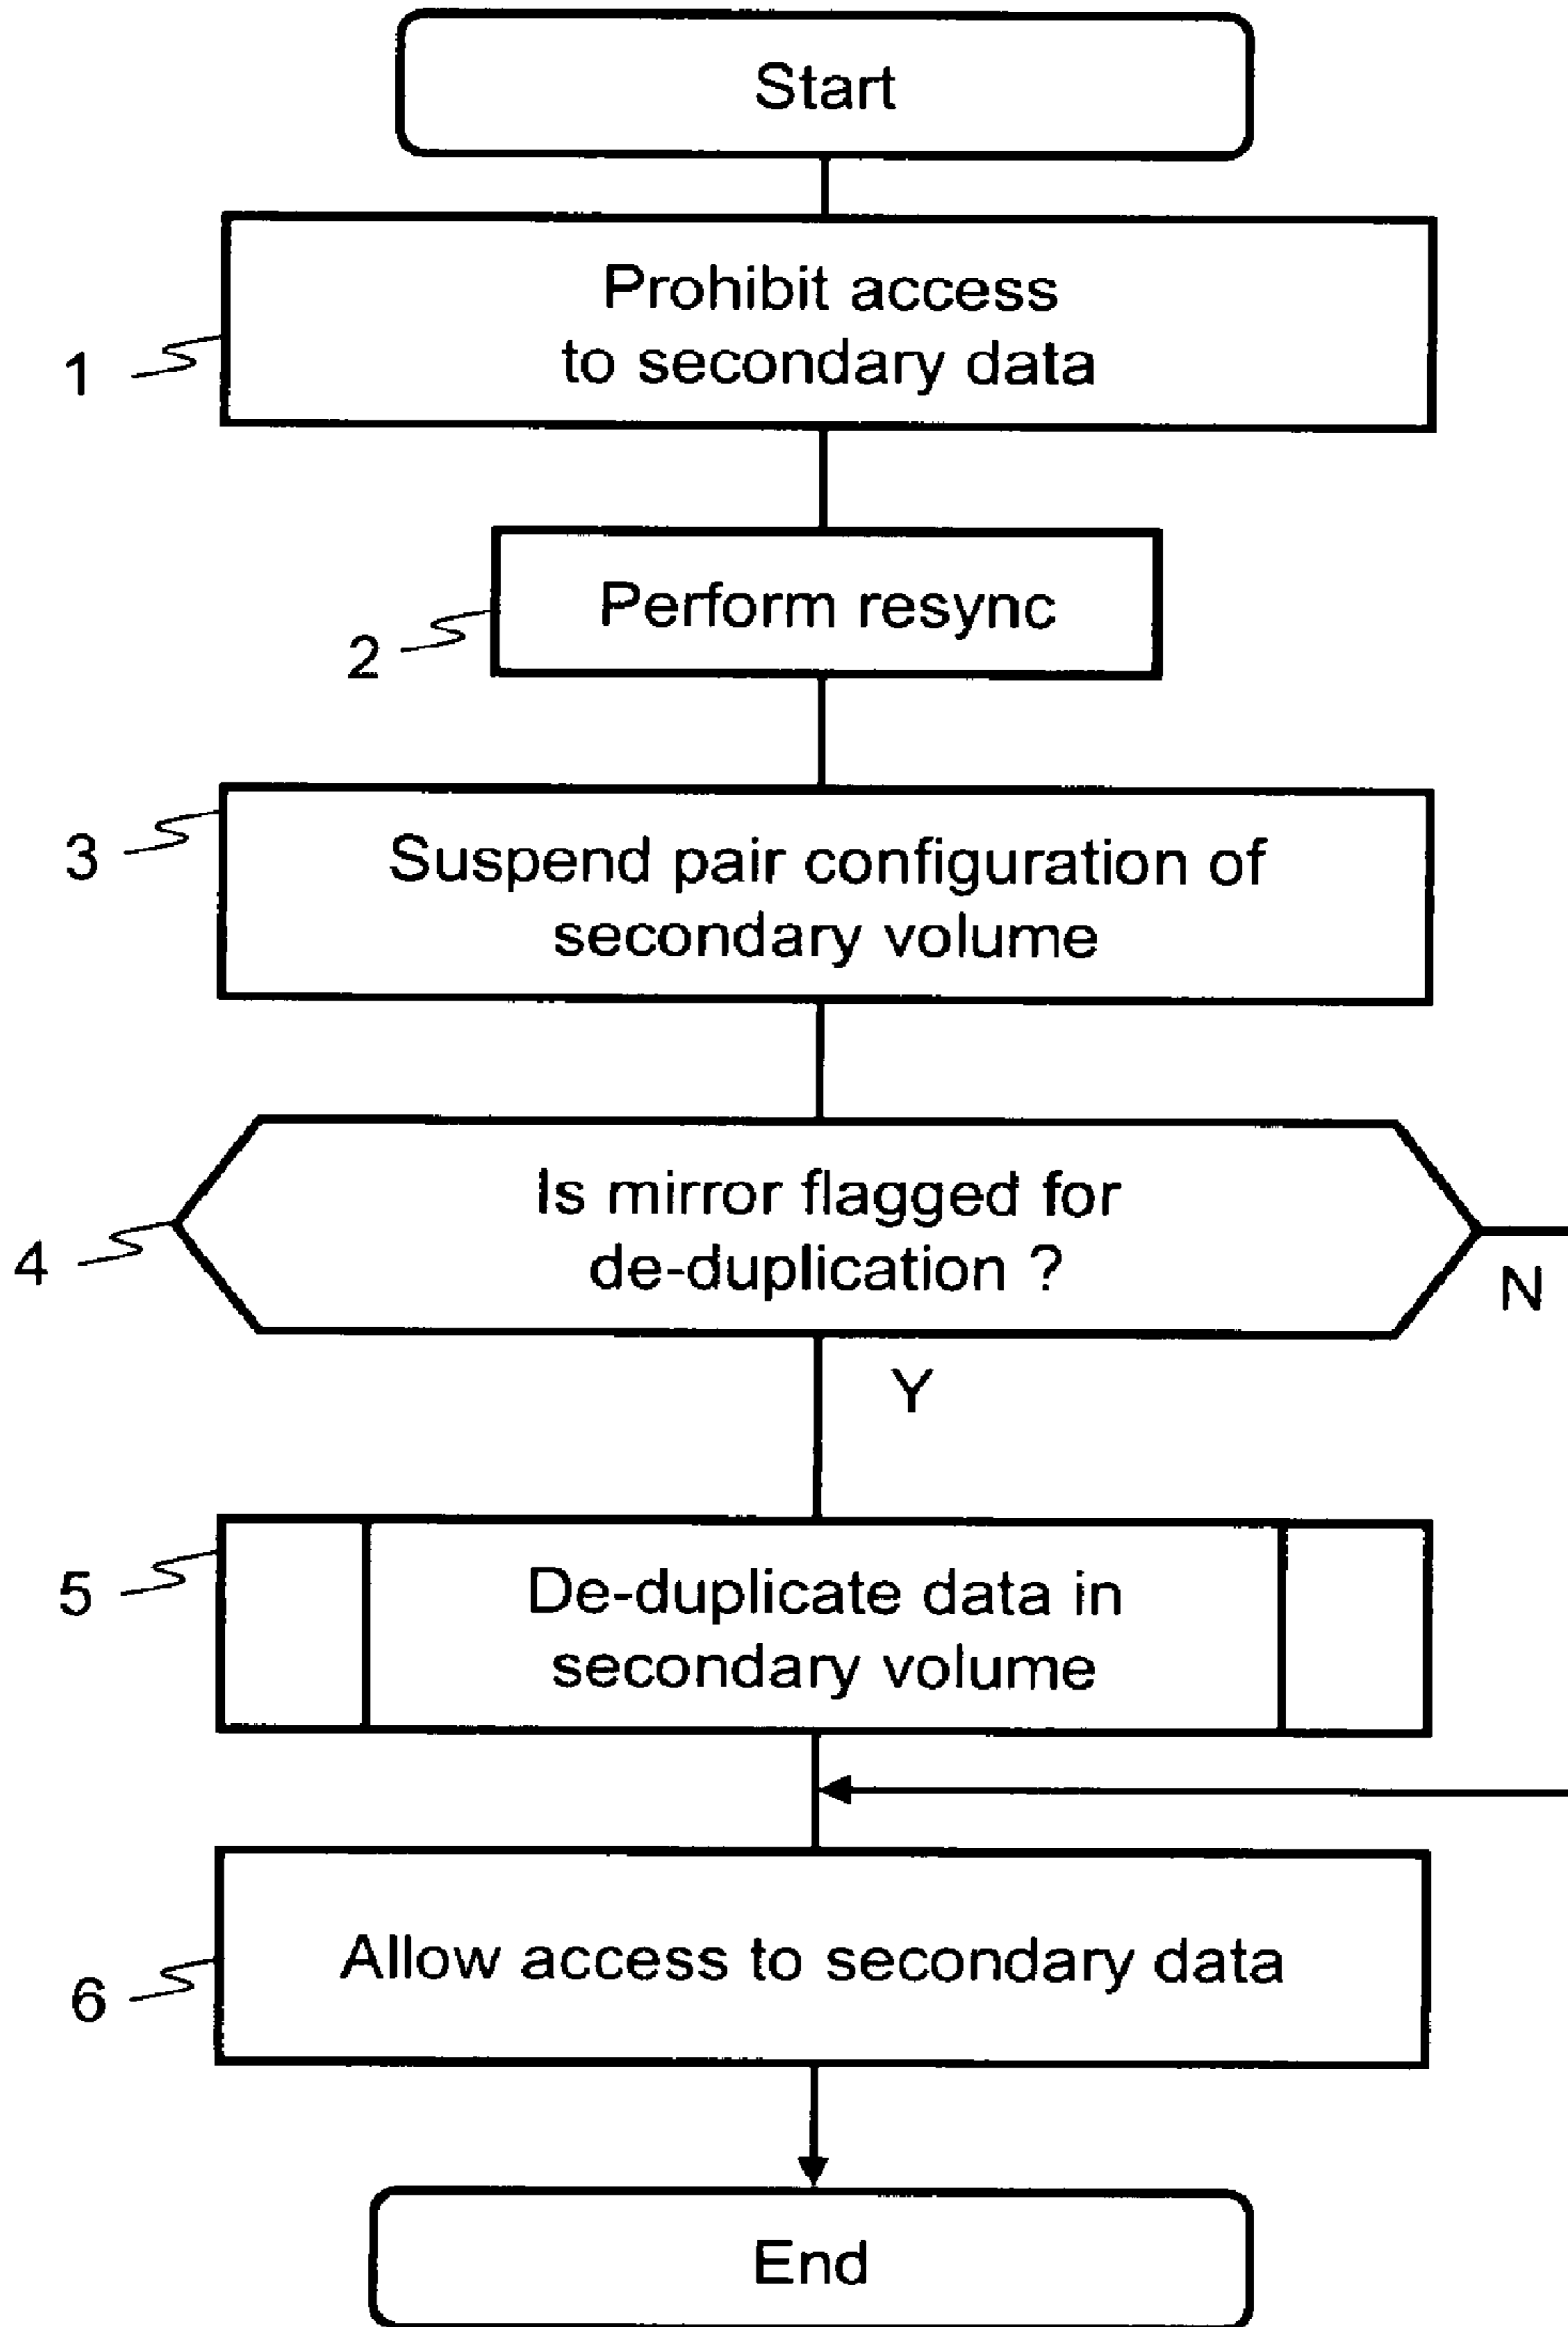 Start
Prohibit access
to secondary data
1
Perform resync
2
Suspend pair configuration of
secondary volume
3
Is mirror flagged for
de-duplication ?
4
N
Y
De-duplicate data in
secondary volume
5
Allow access to secondary data
6
End